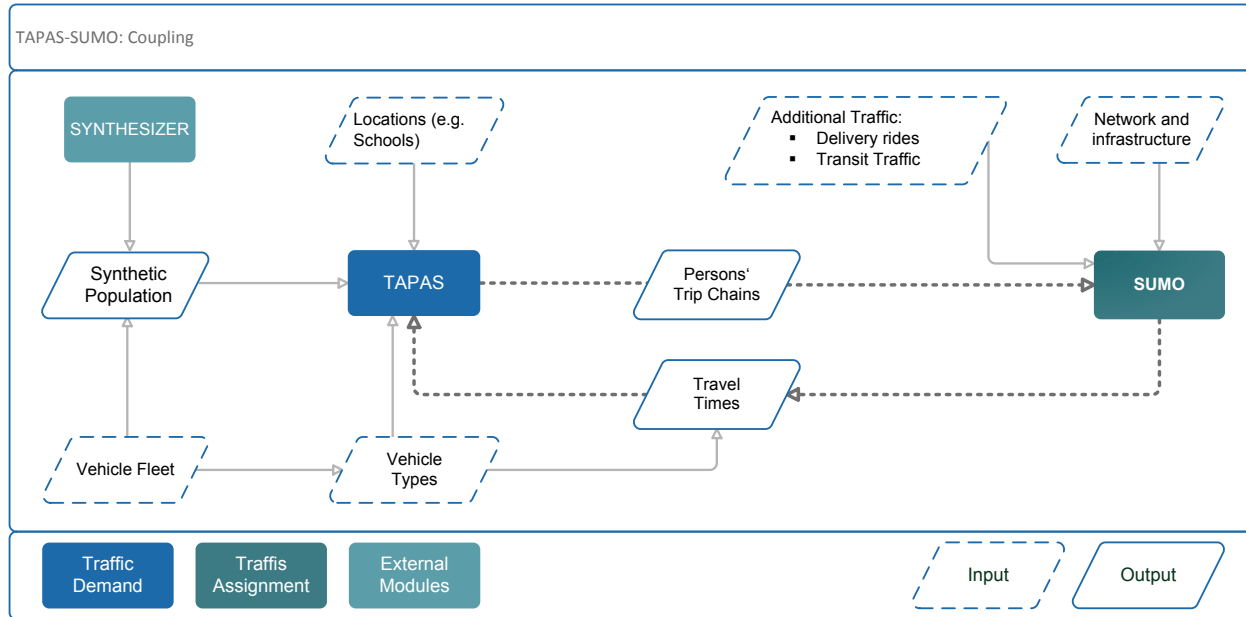 TAPAS-SUMO: Coupling
SYNTHESIZER
Locations (e.g.
Schools)
Additional Traffic:
▪ Delivery rides
▪ Transit Traffic
Network and
infrastructure
Synthetic
Population
TAPAS
Persons‘
Trip Chains
SUMO
Travel
Times
Vehicle Fleet
Vehicle
Types
Traffic
Demand
Traffis
Assignment
External
Modules
Input
Output